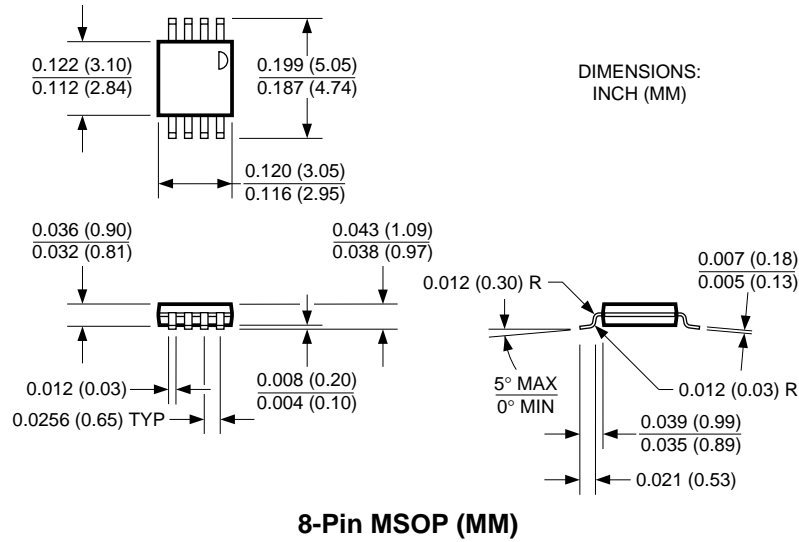 0.122 (3.10)
0.112 (2.84)
0.199 (5.05)
0.187 (4.74)
DIMENSIONS:
INCH (MM)
0.120 (3.05)
0.116 (2.95)
0.036 (0.90)
0.032 (0.81)
0.043 (1.09)
0.038 (0.97)
0.007 (0.18)
0.005 (0.13)
0.012 (0.30) R
0.012 (0.03)
0.008 (0.20)
0.004 (0.10)
5° MAX
0° MIN
0.012 (0.03) R
0.0256 (0.65) TYP
0.039 (0.99)
0.035 (0.89)
0.021 (0.53)
8-Pin MSOP (MM)